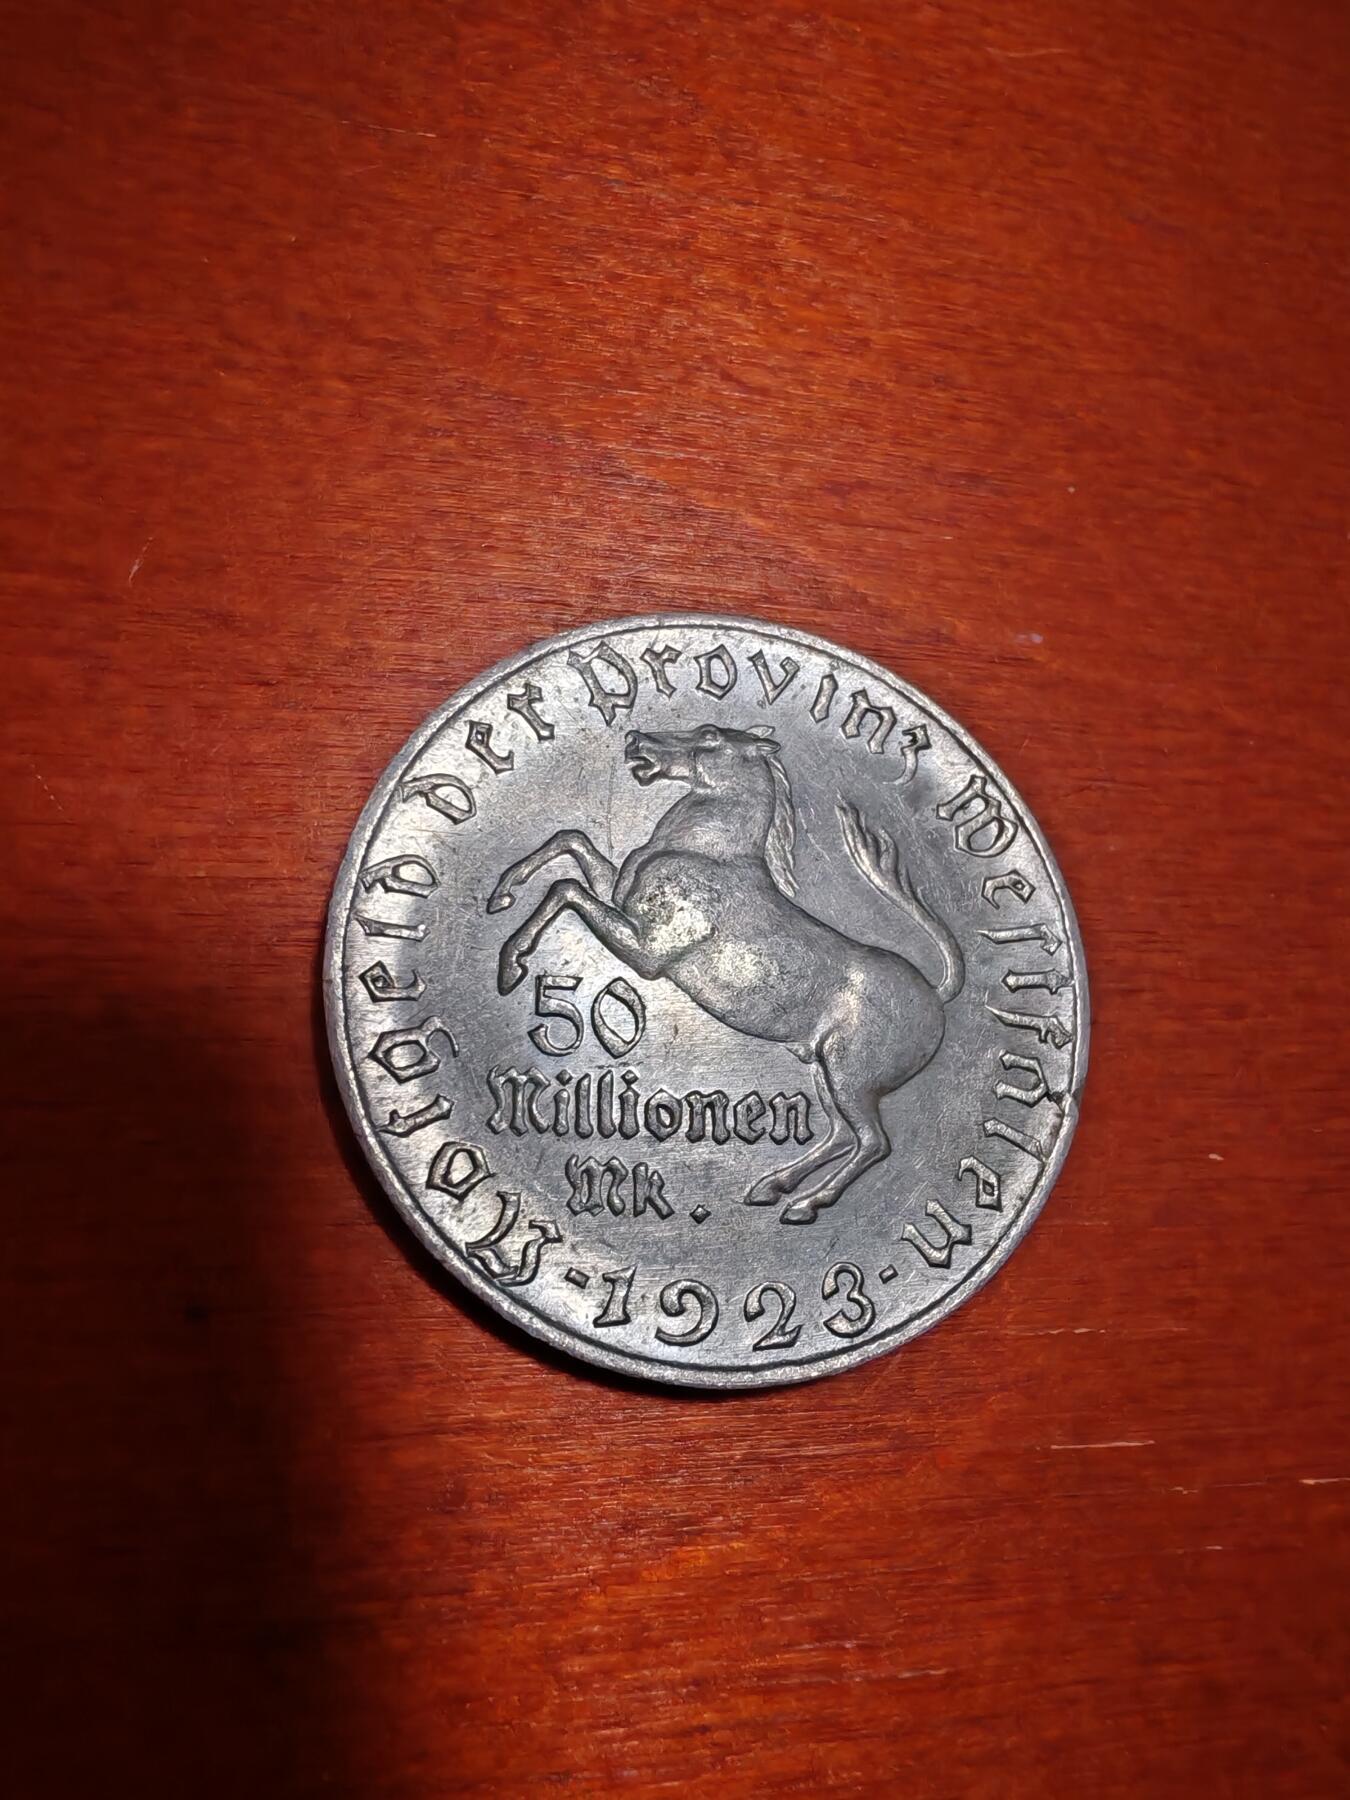 Notgeld der Provinz Weſtfalen
50
Millionen
Mk.
·1923·